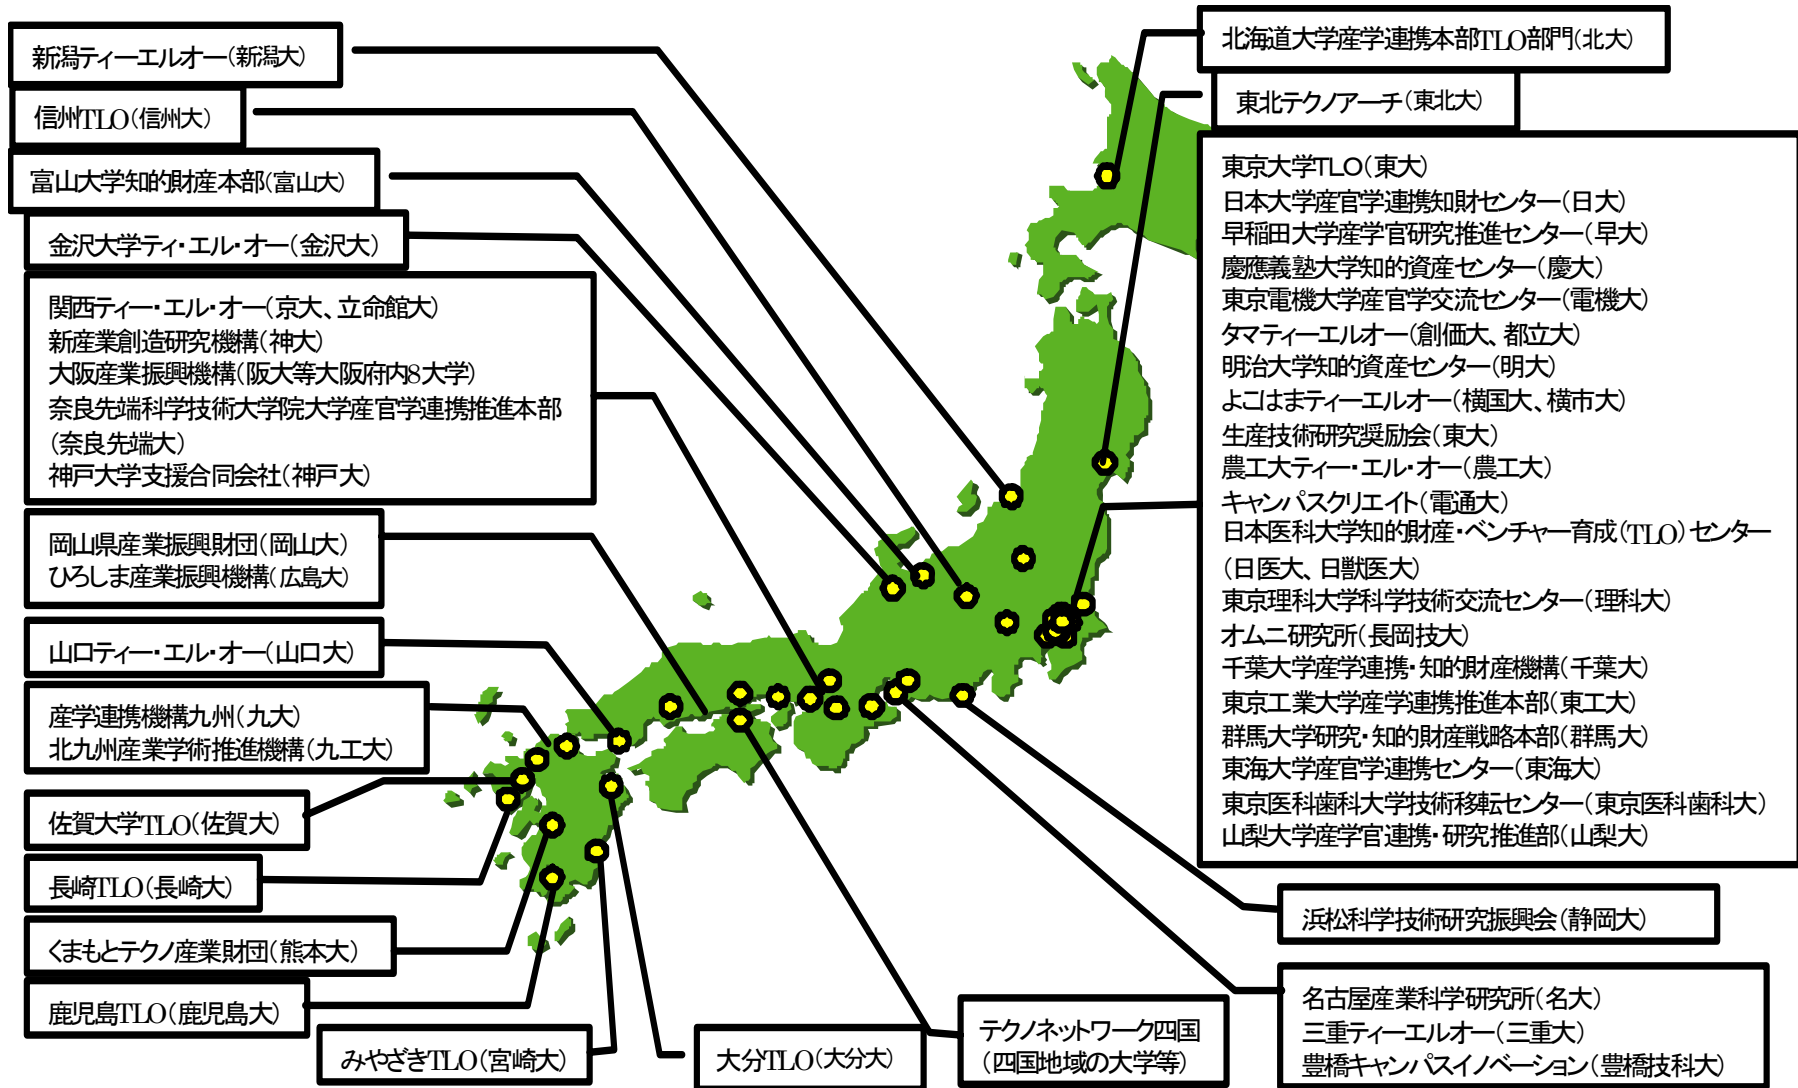 新潟ティーエルオー(新潟大)
信州TLO(信州大)
富山大学知的財産本部(富山大)
金沢大学ティ・エル・オー(金沢大)
関西ティー・エル・オー(京大、立命館大)
新産業創造研究機構(神大)
大阪産業振興機構(阪大等大阪府内8大学)
奈良先端科学技術大学院大学産官学連携推進本部
(奈良先端大)
神戸大学支援合同会社(神戸大)
岡山県産業振興財団(岡山大)
ひろしま産業振興機構(広島大)
山口ティー・エル・オー(山口大)
産学連携機構九州(九大)
北九州産業学術推進機構(九工大)
佐賀大学TLO(佐賀大)
長崎TLO(長崎大)
くまもとテクノ産業財団(熊本大)
鹿児島TLO(鹿児島大)
みやざきTLO(宮崎大)
大分TLO(大分大)
テクノネットワーク四国
(四国地域の大学等)
北海道大学産学連携本部TLO部門(北大)
東北テクノアーチ(東北大)
東京大学TLO(東大)
日本大学産官学連携知財センター(日大)
早稲田大学産学官研究推進センター(早大)
慶應義塾大学知的資産センター(慶大)
東京電機大学産官学交流センター(電機大)
タマティーエルオー(創価大、都立大)
明治大学知的資産センター(明大)
よこはまティーエルオー(横国大、横市大)
生産技術研究奨励会(東大)
農工大ティー・エル・オー(農工大)
キャンパスクリエイト(電通大)
日本医科大学知的財産・ベンチャー育成(TLO)センター
(日医大、日獣医大)
東京理科大学科学技術交流センター(理科大)
オムニ研究所(長岡技大)
千葉大学産学連携・知的財産機構(千葉大)
東京工業大学産学連携推進本部(東工大)
群馬大学研究・知的財産戦略本部(群馬大)
東海大学産官学連携センター(東海大)
東京医科歯科大学技術移転センター(東京医科歯科大)
山梨大学産学官連携・研究推進部(山梨大)
浜松科学技術研究振興会(静岡大)
名古屋産業科学研究所(名大)
三重ティーエルオー(三重大)
豊橋キャンパスイノベーション(豊橋技科大)